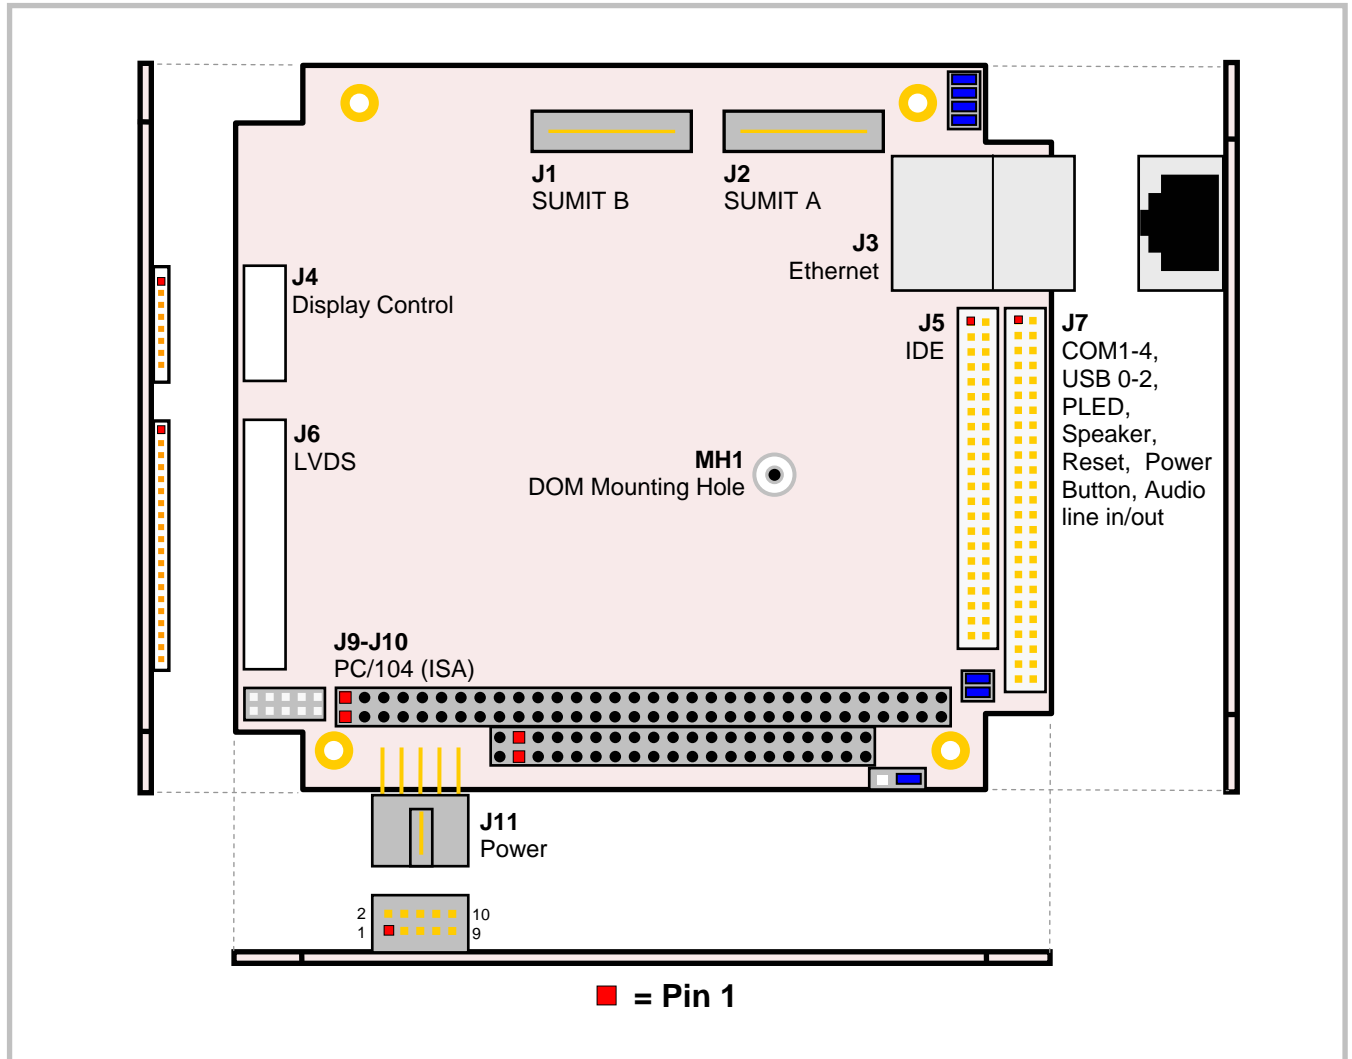 J1
SUMIT B
J2
SUMIT A
J3
Ethernet
J4
Display Control
J5
IDE
J7
COM1-4,
USB 0-2,
PLED,
Speaker,
Reset, Power
Button, Audio
line in/out
J6
LVDS
MH1
DOM Mounting Hole
J9-J10
PC/104 (ISA)
J11
Power
2
10
1
9
= Pin 1